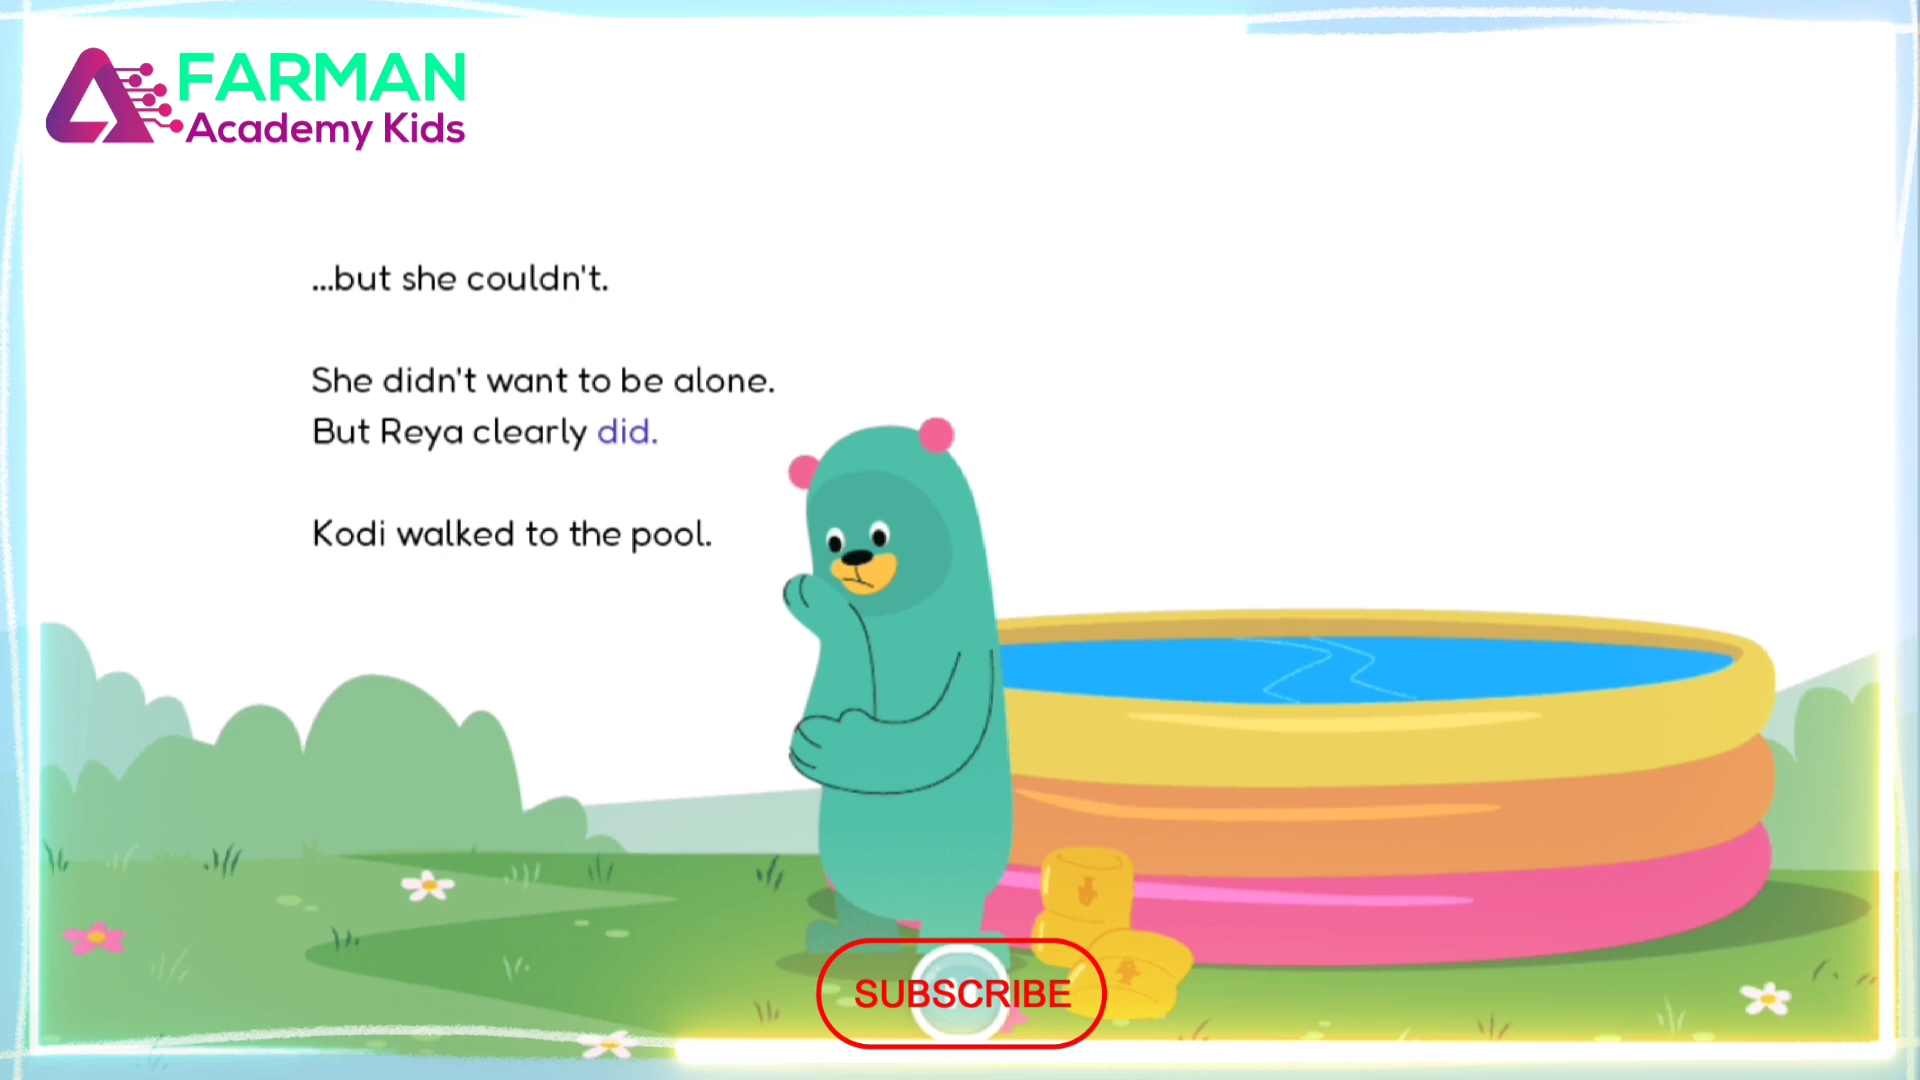 FARMAN
Academy Kids
...but she couldn't.
She didn't want to be alone.
But Reya clearly did.
Kodi walked to the pool.
SUBSCRIBE